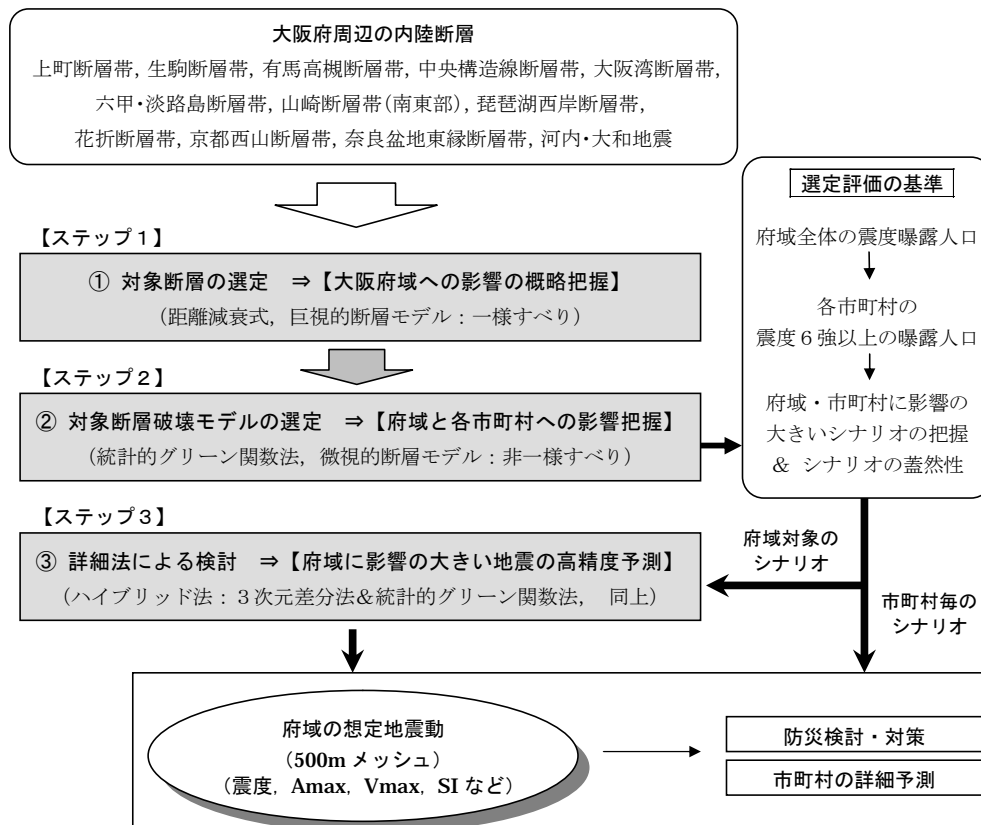 大阪府周辺の内陸断層
上町断層帯, 生駒断層帯, 有馬高槻断層帯, 中央構造線断層帯, 大阪湾断層帯,
六甲・淡路島断層帯, 山崎断層帯(南東部), 琵琶湖西岸断層帯,
花折断層帯, 京都西山断層帯, 奈良盆地東縁断層帯, 河内・大和地震
【ステップ１】
① 対象断層の選定 ⇒【大阪府域への影響の概略把握】
(距離減衰式, 巨視的断層モデル：一様すべり)
【ステップ２】
② 対象断層破壊モデルの選定 ⇒【府域と各市町村への影響把握】
(統計的グリーン関数法, 微視的断層モデル：非一様すべり)
選定評価の基準
府域全体の震度曝露人口
各市町村の
震度６強以上の曝露人口
府域・市町村に影響の
大きいシナリオの把握
＆ シナリオの蓋然性
【ステップ３】
③ 詳細法による検討 ⇒【府域に影響の大きい地震の高精度予測】
(ハイブリッド法：３次元差分法＆統計的グリーン関数法, 同上)
府域対象の
シナリオ
市町村毎の
シナリオ
府域の想定地震動
(500m メッシュ)
(震度, Amax, Vmax, SI など)
防災検討・対策
市町村の詳細予測